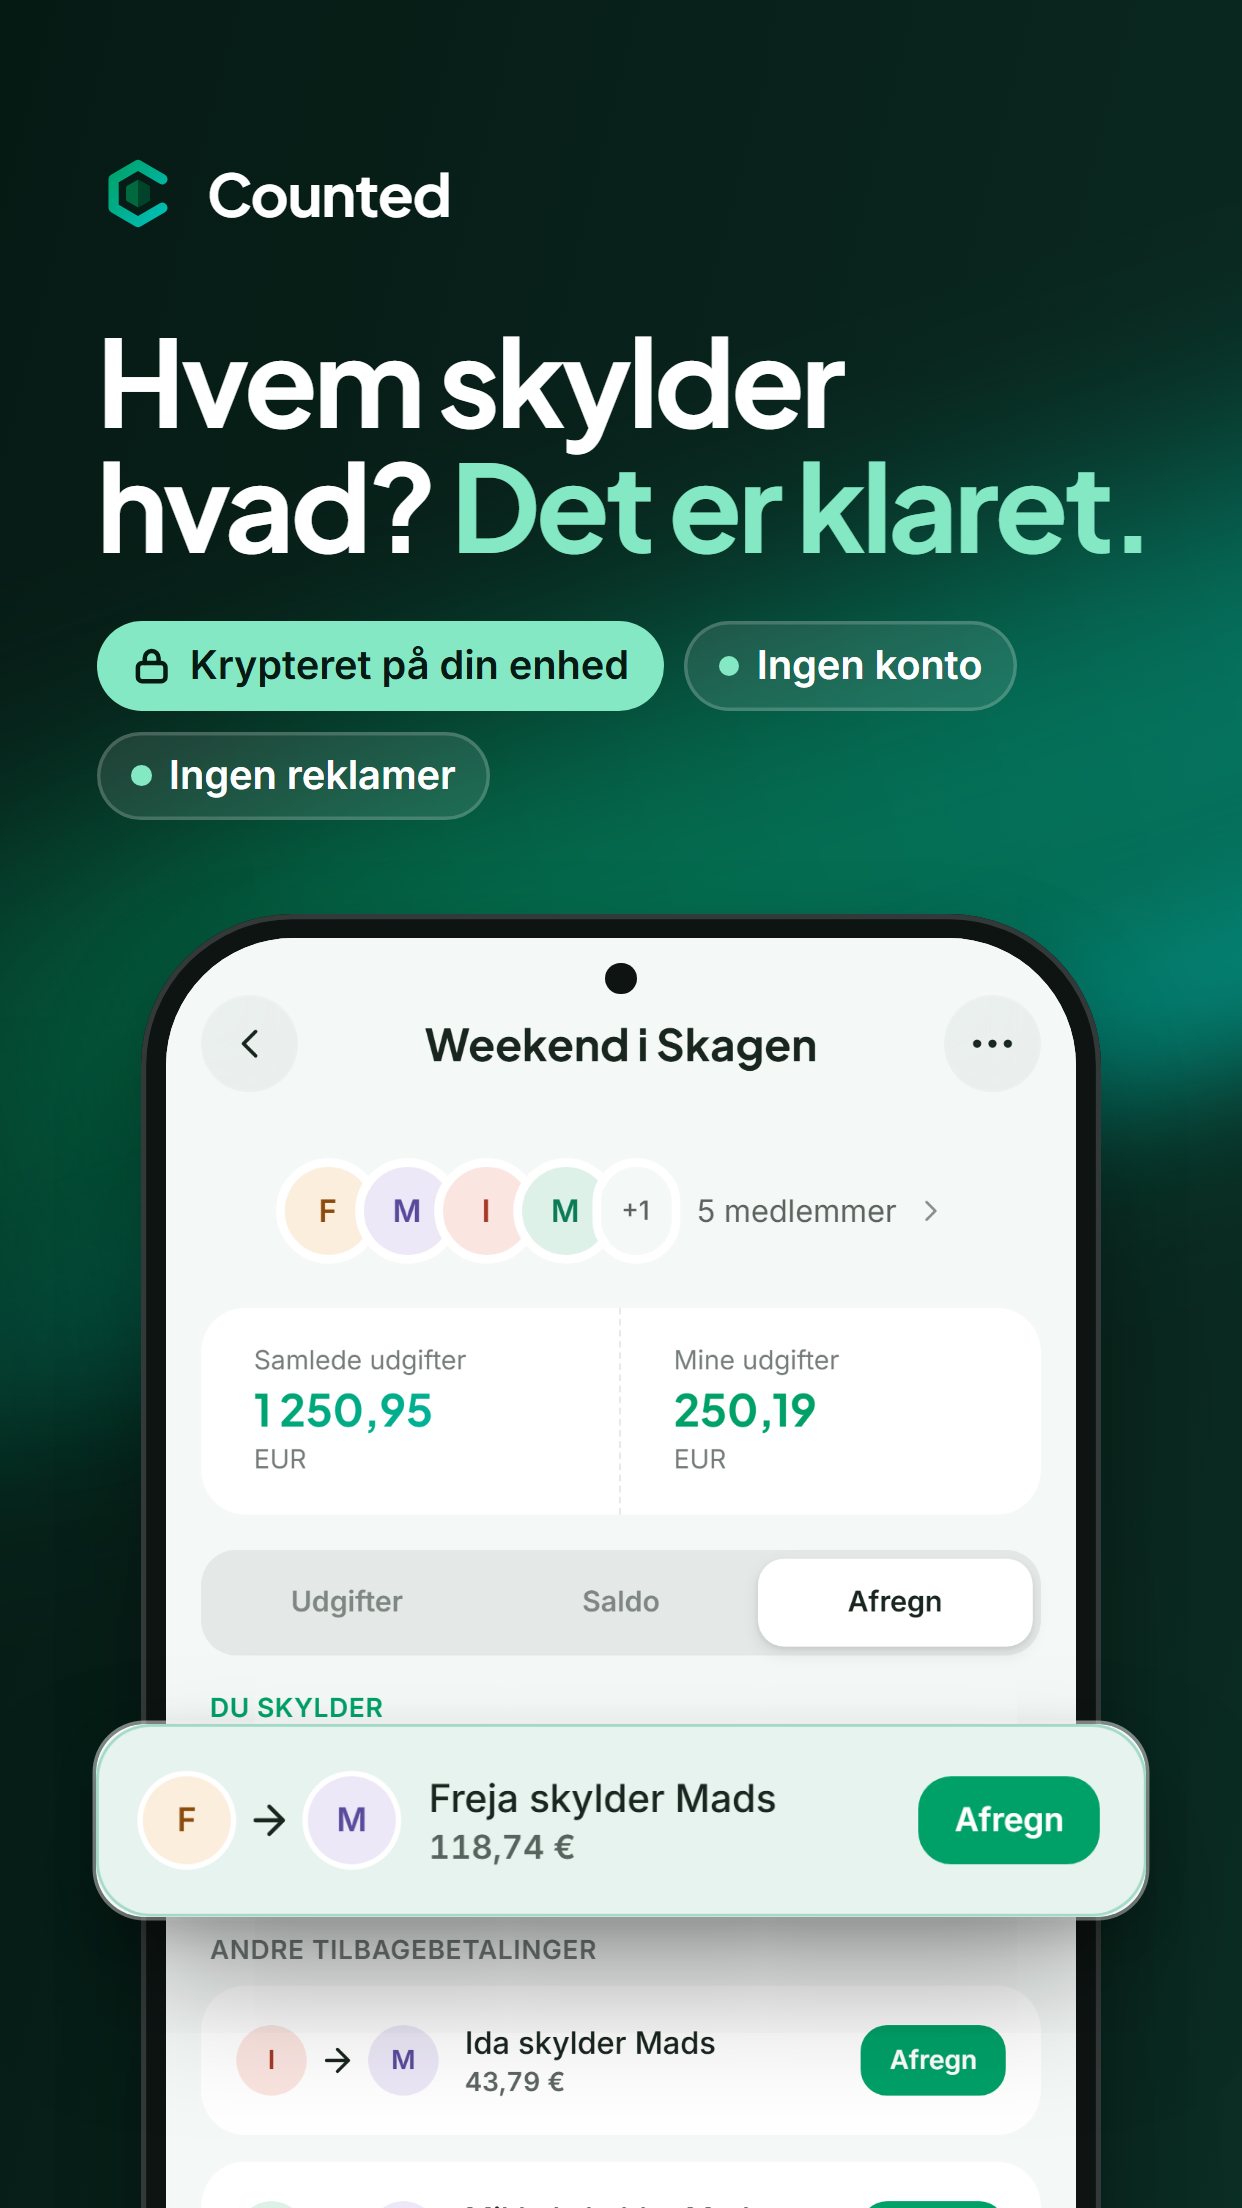 Counted
Hvem skylder
hvad? Det er klaret.
Krypteret på din enhed
Ingen konto
Ingen reklamer
Weekend i Skagen
F M I M +1 5 medlemmer
Samlede udgifter
1 250,95
EUR
Mine udgifter
250,19
EUR
Udgifter Saldo Afregn
DU SKYLDER
F M
Freja skylder Mads
118,74 €
Afregn
ANDRE TILBAGEBETALINGER
I M
Ida skylder Mads
43,79 €
Afregn